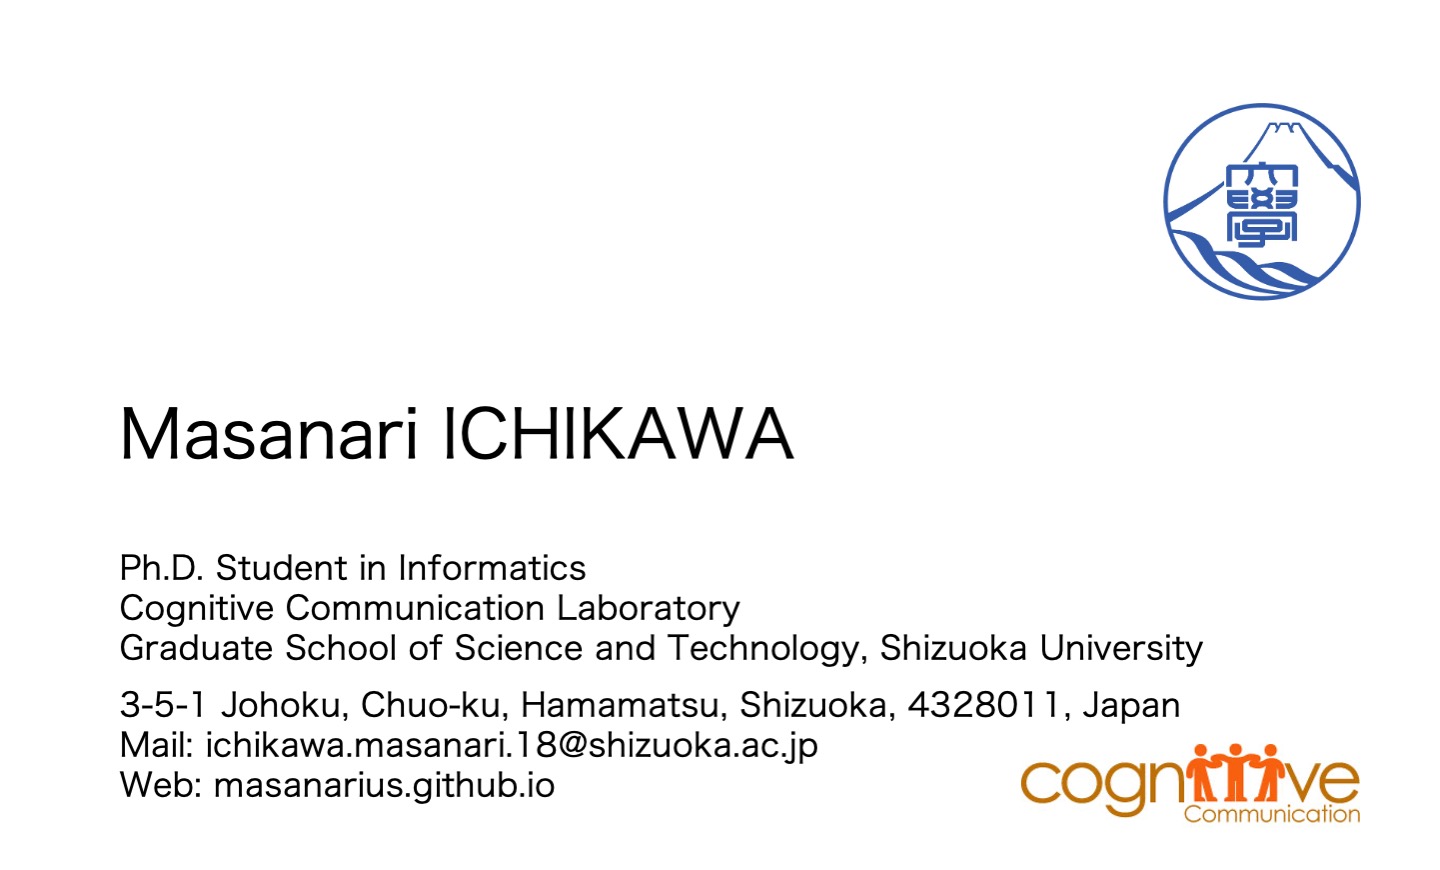 學
Masanari ICHIKAWA
Ph.D. Student in Informatics
Cognitive Communication Laboratory
Graduate School of Science and Technology, Shizuoka University
3-5-1 Johoku, Chuo-ku, Hamamatsu, Shizuoka, 4328011, Japan
Mail: ichikawa.masanari.18@shizuoka.ac.jp
Web: masanarius.github.io
cognitive
Communication